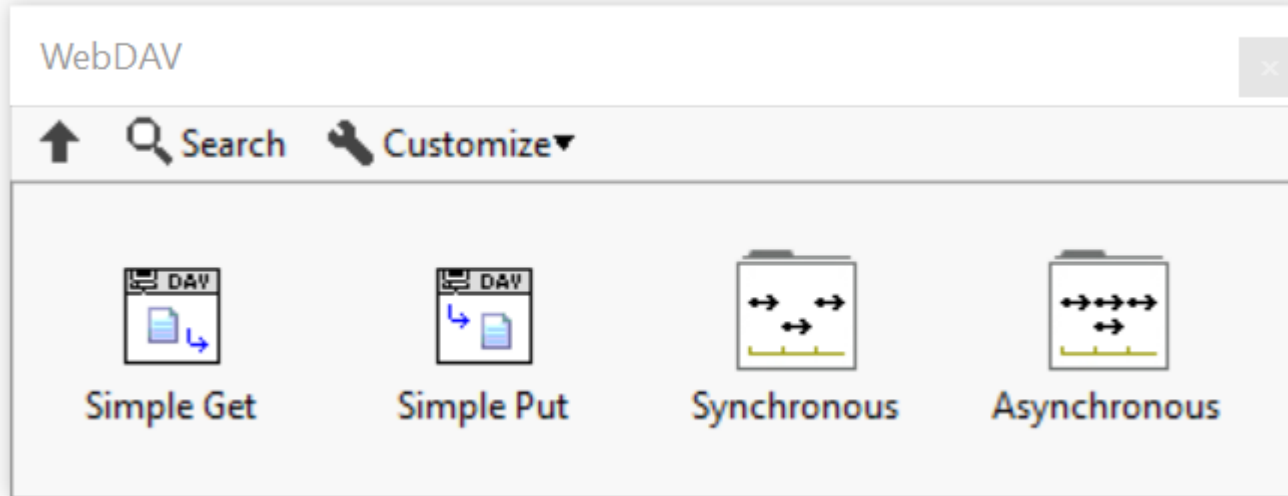 WebDAV
Search Customize
DAV DAV
Simple Get Simple Put Synchronous Asynchronous